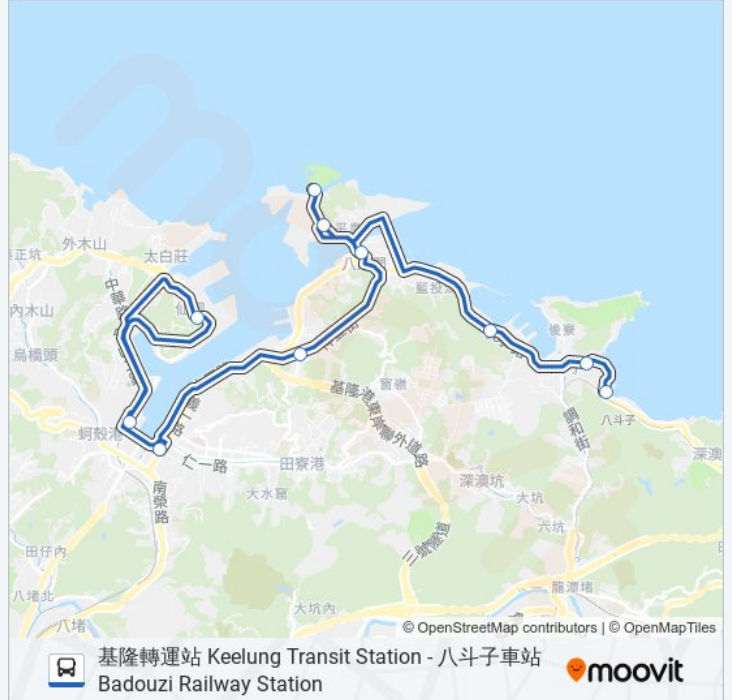 外木山
太白莊
正坑
中華路
內木山
仙洞
烏橋頭
藍投
後寮
窗嶺
基隆港東岸聯外道路
調和街
八斗子
蚵殼港
仁一路
田寮港
深澳
深澳坑
大水窟
大坑
南榮路
六坑
三號隧道
田仔內
龍潭堵
八堵北
大坑內
八堵
© OpenStreetMap contributors | © OpenMapTiles
基隆轉運站 Keelung Transit Station - 八斗子車站
Badouzi Railway Station
moovit